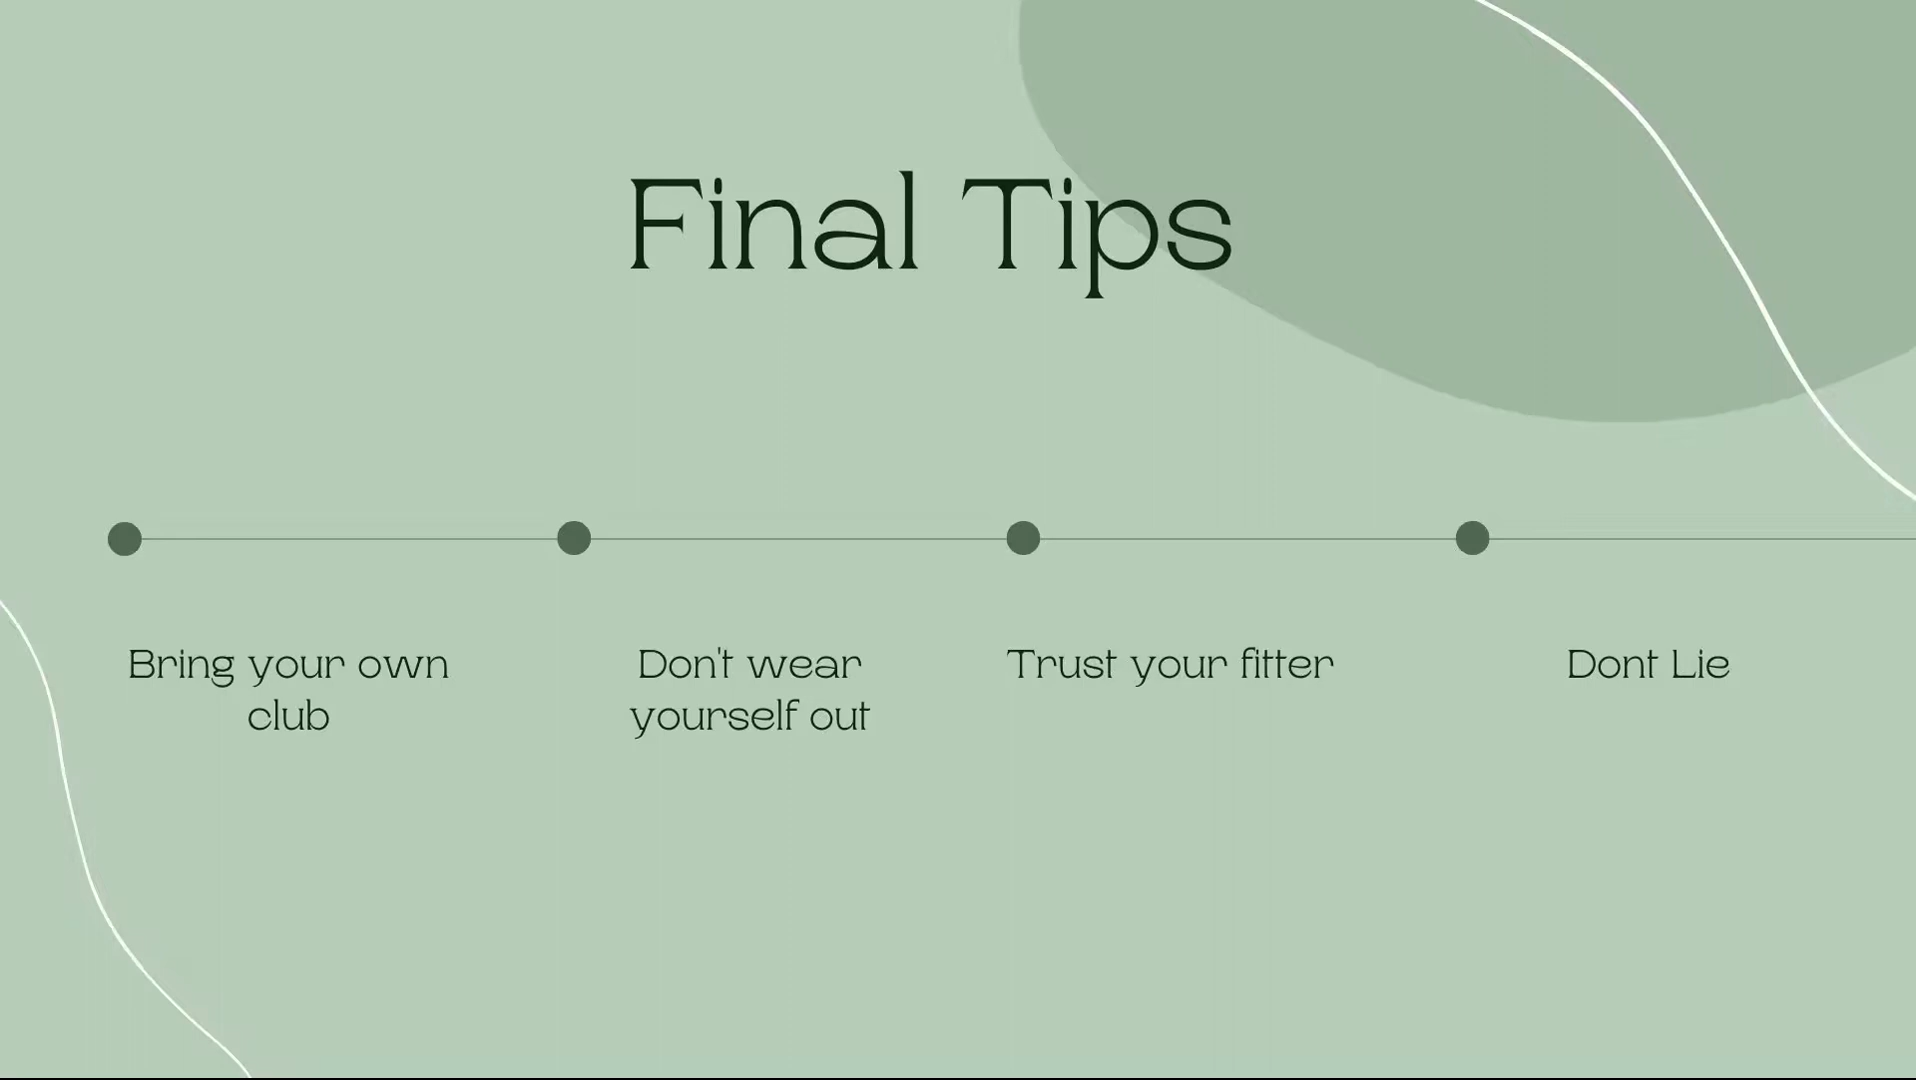 Final Tips
Bring your own
club
Don't wear
yourself out
Trust your fitter
Dont Lie